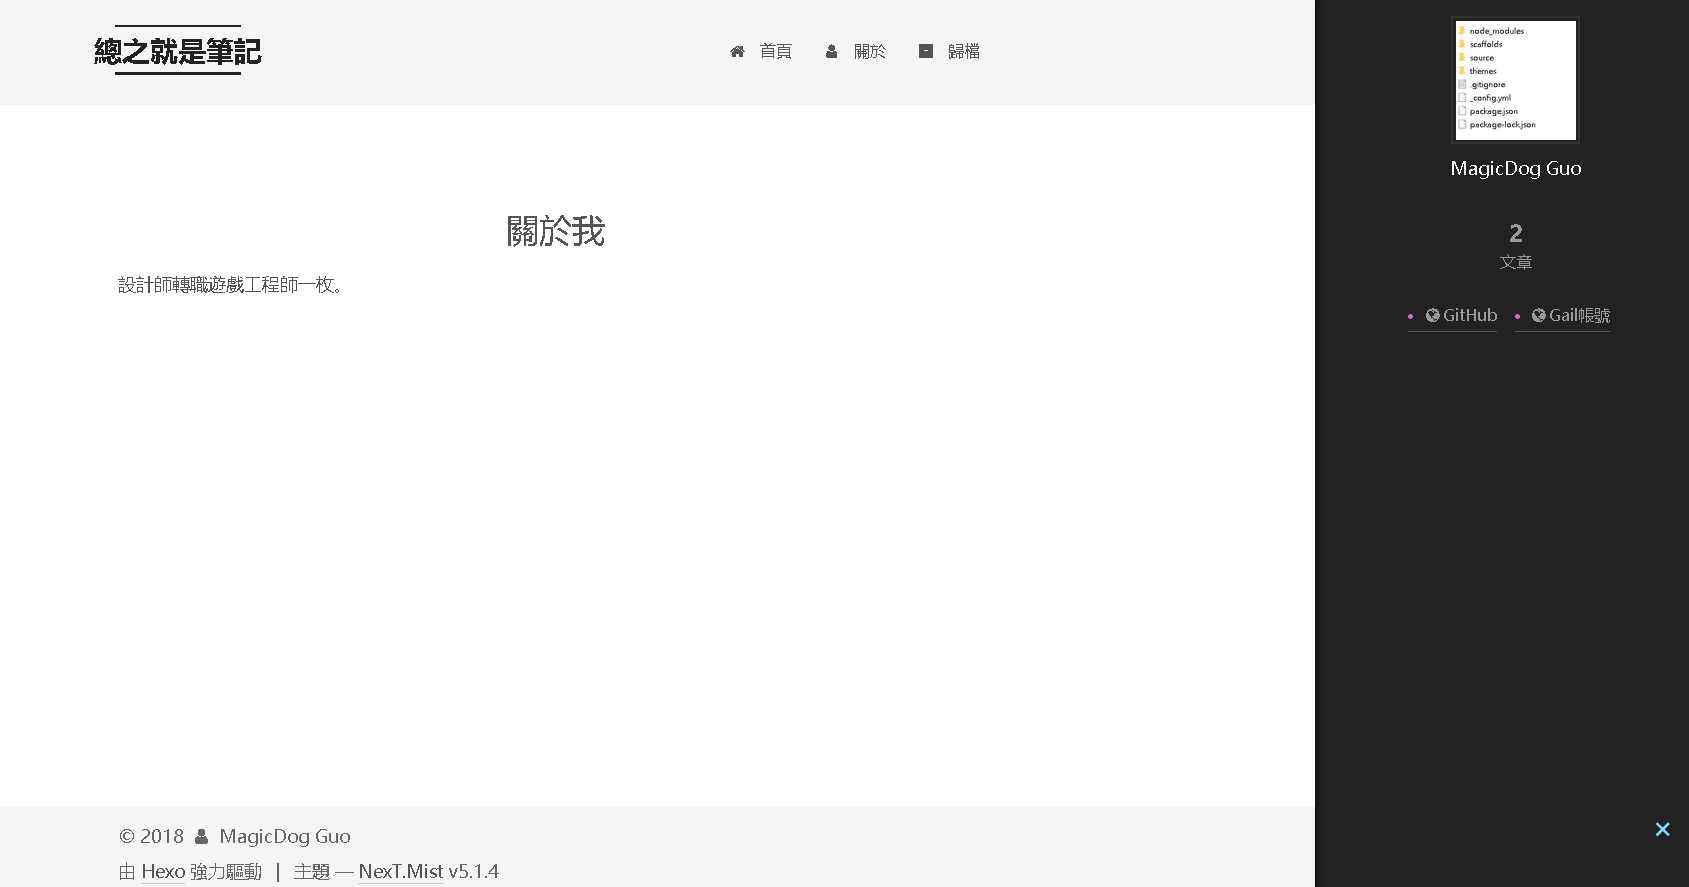 總之就是筆記
首頁
關於
歸檔
關於我
設計師轉職遊戲工程師一枚。
© 2018 MagicDog Guo
由 Hexo 強力驅動 | 主題 — NexT.Mist v5.1.4
node_modules
scaffolds
source
themes
.gitignore
_config.yml
package.json
package-lock.json
MagicDog Guo
2
文章
GitHub
Gail帳號